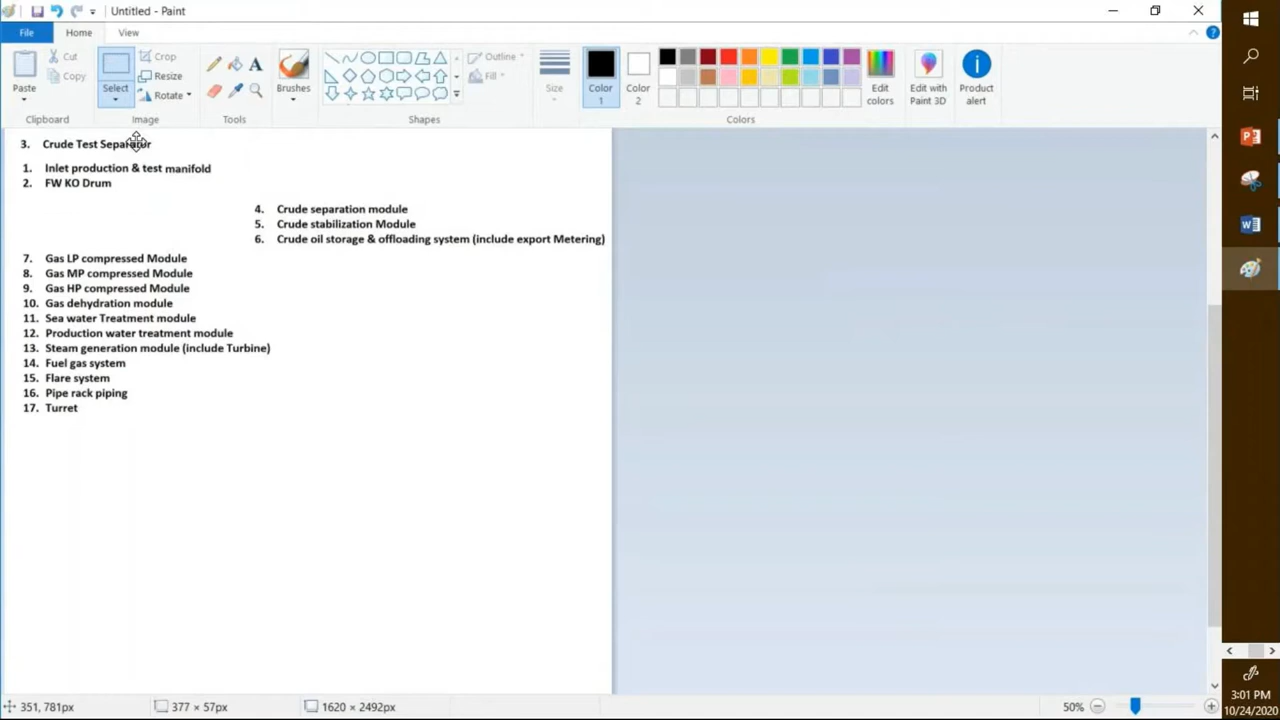 Untitled - Paint
File
Home
View
Paste
Cut
Copy
Clipboard
Select
Crop
Resize
Rotate
Image
A
Tools
Brushes
Outline
Fill
Shapes
Size
Color 1
Color 2
Edit colors
Colors
Edit with Paint 3D
Product alert
3. Crude Test Separator
1. Inlet production & test manifold
2. FW KO Drum
4. Crude separation module
5. Crude stabilization Module
6. Crude oil storage & offloading system (include export Metering)
7. Gas LP compressed Module
8. Gas MP compressed Module
9. Gas HP compressed Module
10. Gas dehydration module
11. Sea water Treatment module
12. Production water treatment module
13. Steam generation module (include Turbine)
14. Fuel gas system
15. Flare system
16. Pipe rack piping
17. Turret
351, 781px
377 × 57px
1620 × 2492px
50%
3:01 PM
10/24/2020